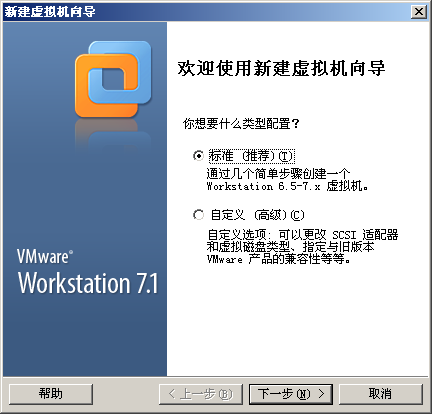 新建虚拟机向导
欢迎使用新建虚拟机向导
你想要什么类型配置？
标准 (推荐)(T)
通过几个简单步骤创建一个
Workstation 6.5-7.x 虚拟机。
自定义 (高级)(C)
自定义选项: 可以更改 SCSI 适配器
和虚拟磁盘类型、指定与旧版本
VMware 产品的兼容性等等。
VMware®
Workstation 7.1
帮助
< 上一步(B)
下一步(N) >
取消